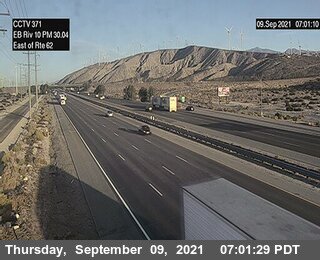 CCTV 371
EB Riv 10 PM 30.04
East of Rte 62
09.Sep 2021 07:01:10
Thursday, September 09, 2021 07:01:29 PDT